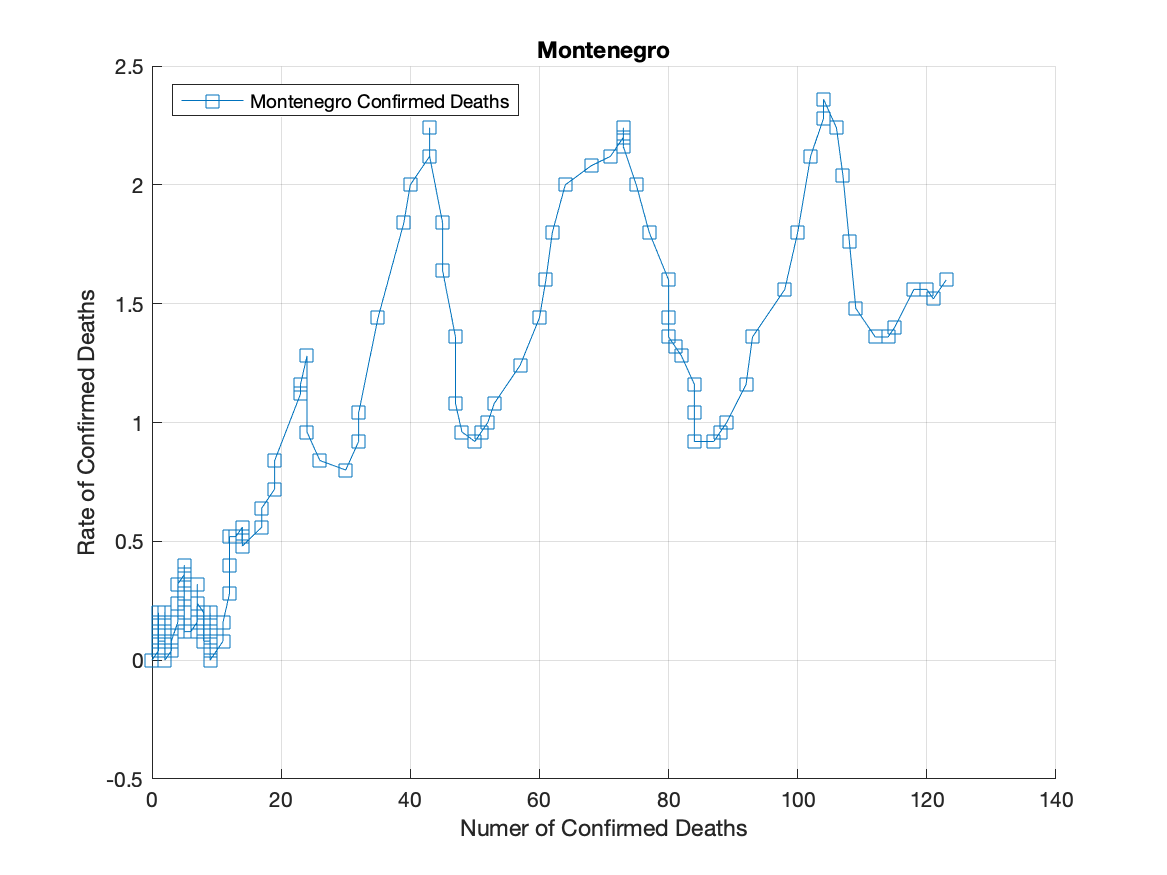 Montenegro
Montenegro Confirmed Deaths
2.5
2
1.5
1
0.5
0
-0.5
Rate of Confirmed Deaths
0 20 40 60 80 100 120 140
Numer of Confirmed Deaths